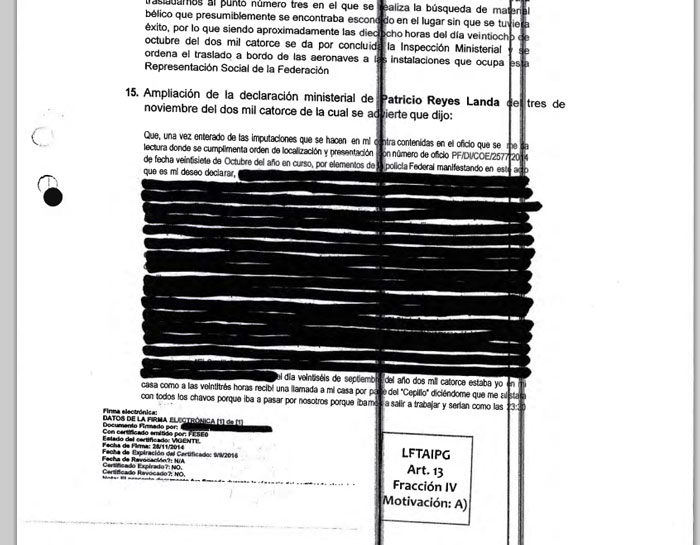 trasladamos al punto número tres en el que se realiza la búsqueda de material
bélico que presumiblemente se encontraba escondido en el lugar sin que se tuviera
éxito, por lo que siendo aproximadamente las dieciocho horas del día veintiocho de
octubre del dos mil catorce se da por concluida la Inspección Ministerial y se
ordena el traslado a bordo de las aeronaves a las instalaciones que ocupa esta
Representación Social de la Federación
15. Ampliación de la declaración ministerial de Patricio Reyes Landa del tres de
noviembre del dos mil catorce de la cual se advierte que dijo:
Que, una vez enterado de las imputaciones que se hacen en mi contra contenidas en el oficio que se me da
lectura donde se cumplimenta orden de localización y presentación con número de oficio PF/DI/COE/2577/2014
de fecha veintisiete de Octubre del año en curso, por elementos de la policía Federal manifestando en este acto
que es mi deseo declarar,
el día veintiséis de septiembre del año dos mil catorce estaba yo en mi
casa como a las veintitrés horas recibí una llamada a mi casa por parte del "Cepillo" diciéndome que me alistara
con todos los chavos porque iba a pasar por nosotros porque íbamos a salir a trabajar y serían como las 23:20
Firma electrónica:
DATOS DE LA FIRMA ELECTRÓNICA [1] de [1]
Documento Firmado por:
Con certificado emitido por: FESE0
Estado del certificado: VIGENTE.
Fecha de Firma: 28/11/2014
Fecha de Expiración del Certificado: 9/9/2016
Fecha de Revocación?: N/A
Certificado Expirado?: NO.
Certificado Revocado?: NO.
LFTAIPG
Art. 13
Fracción IV
Motivación: A)